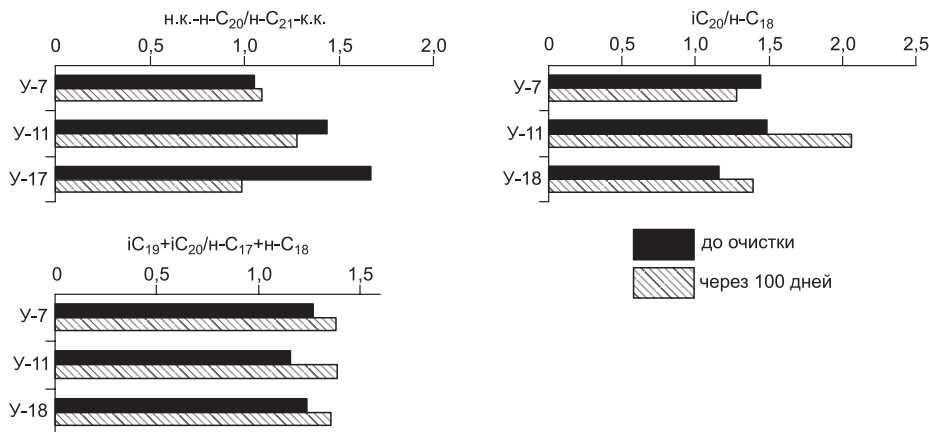 н.к.-н-C₂₀/н-C₂₁-к.к.
0 0,5 1,0 1,5 2,0
У-7
У-11
У-17
iC₂₀/н-C₁₈
0 0,5 1,0 1,5 2,0 2,5
У-7
У-11
У-18
iC₁₉+iC₂₀/н-C₁₇+н-C₁₈
0 0,5 1,0 1,5
У-7
У-11
У-18
до очистки
через 100 дней